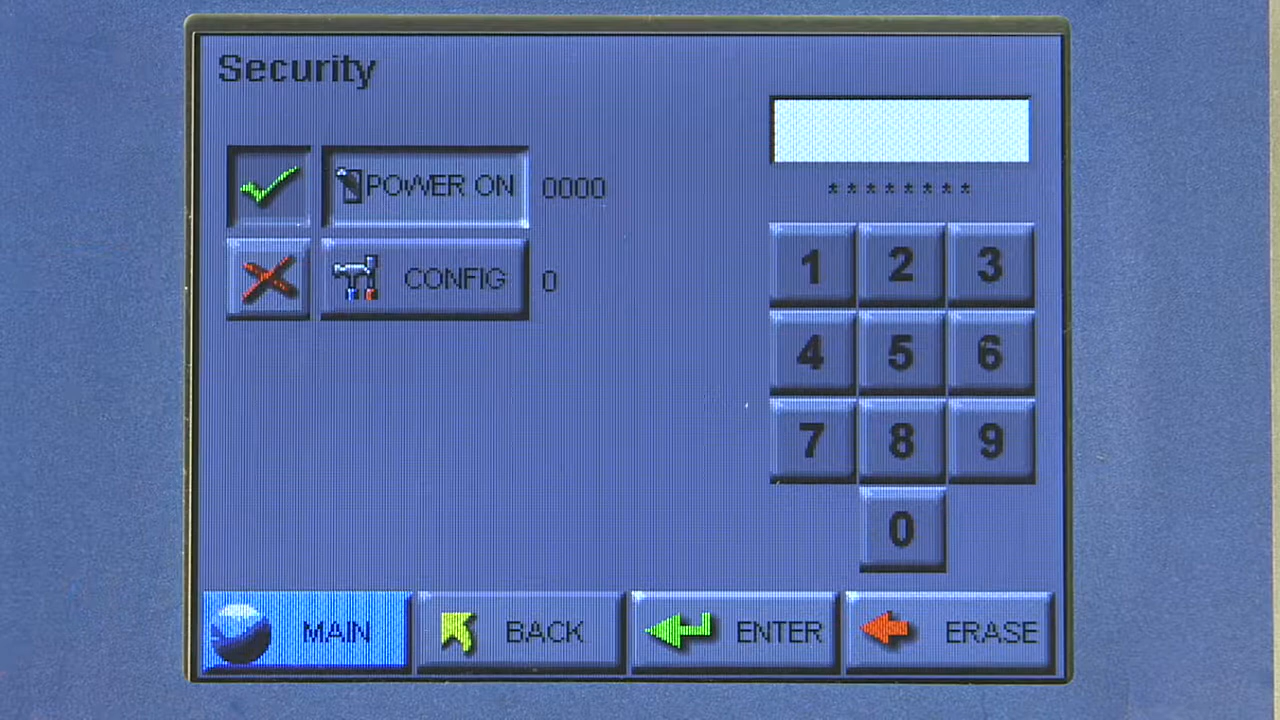 Security
POWER ON 0000
CONFIG 0
********
1 2 3
4 5 6
7 8 9
0
MAIN BACK ENTER ERASE